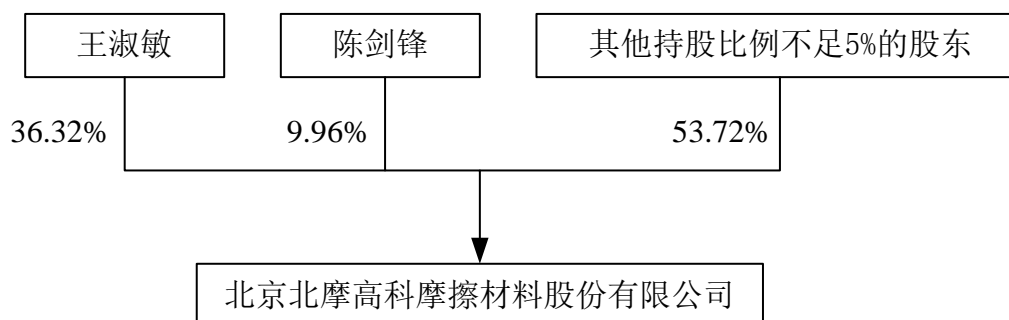 王淑敏
陈剑锋
其他持股比例不足5%的股东
36.32%
9.96%
53.72%
北京北摩高科摩擦材料股份有限公司